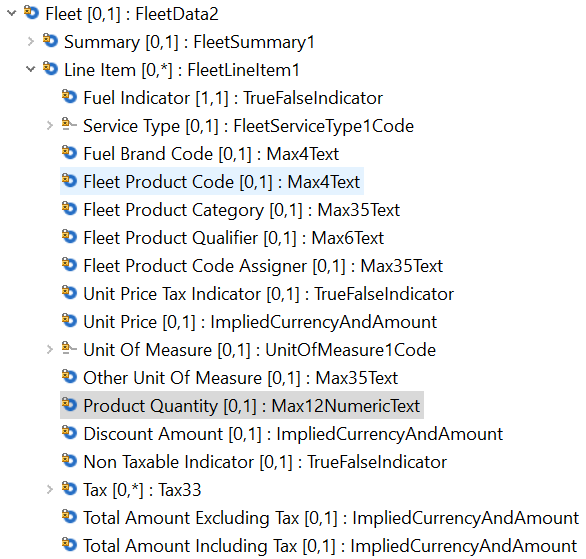 Fleet [0,1] : FleetData2
Summary [0,1] : FleetSummary1
Line Item [0,*] : FleetLineItem1
Fuel Indicator [1,1] : TrueFalseIndicator
Service Type [0,1] : FleetServiceType1Code
Fuel Brand Code [0,1] : Max4Text
Fleet Product Code [0,1] : Max4Text
Fleet Product Category [0,1] : Max35Text
Fleet Product Qualifier [0,1] : Max6Text
Fleet Product Code Assigner [0,1] : Max35Text
Unit Price Tax Indicator [0,1] : TrueFalseIndicator
Unit Price [0,1] : ImpliedCurrencyAndAmount
Unit Of Measure [0,1] : UnitOfMeasure1Code
Other Unit Of Measure [0,1] : Max35Text
Product Quantity [0,1] : Max12NumericText
Discount Amount [0,1] : ImpliedCurrencyAndAmount
Non Taxable Indicator [0,1] : TrueFalseIndicator
Tax [0,*] : Tax33
Total Amount Excluding Tax [0,1] : ImpliedCurrencyAndAmount
Total Amount Including Tax [0,1] : ImpliedCurrencyAndAmount